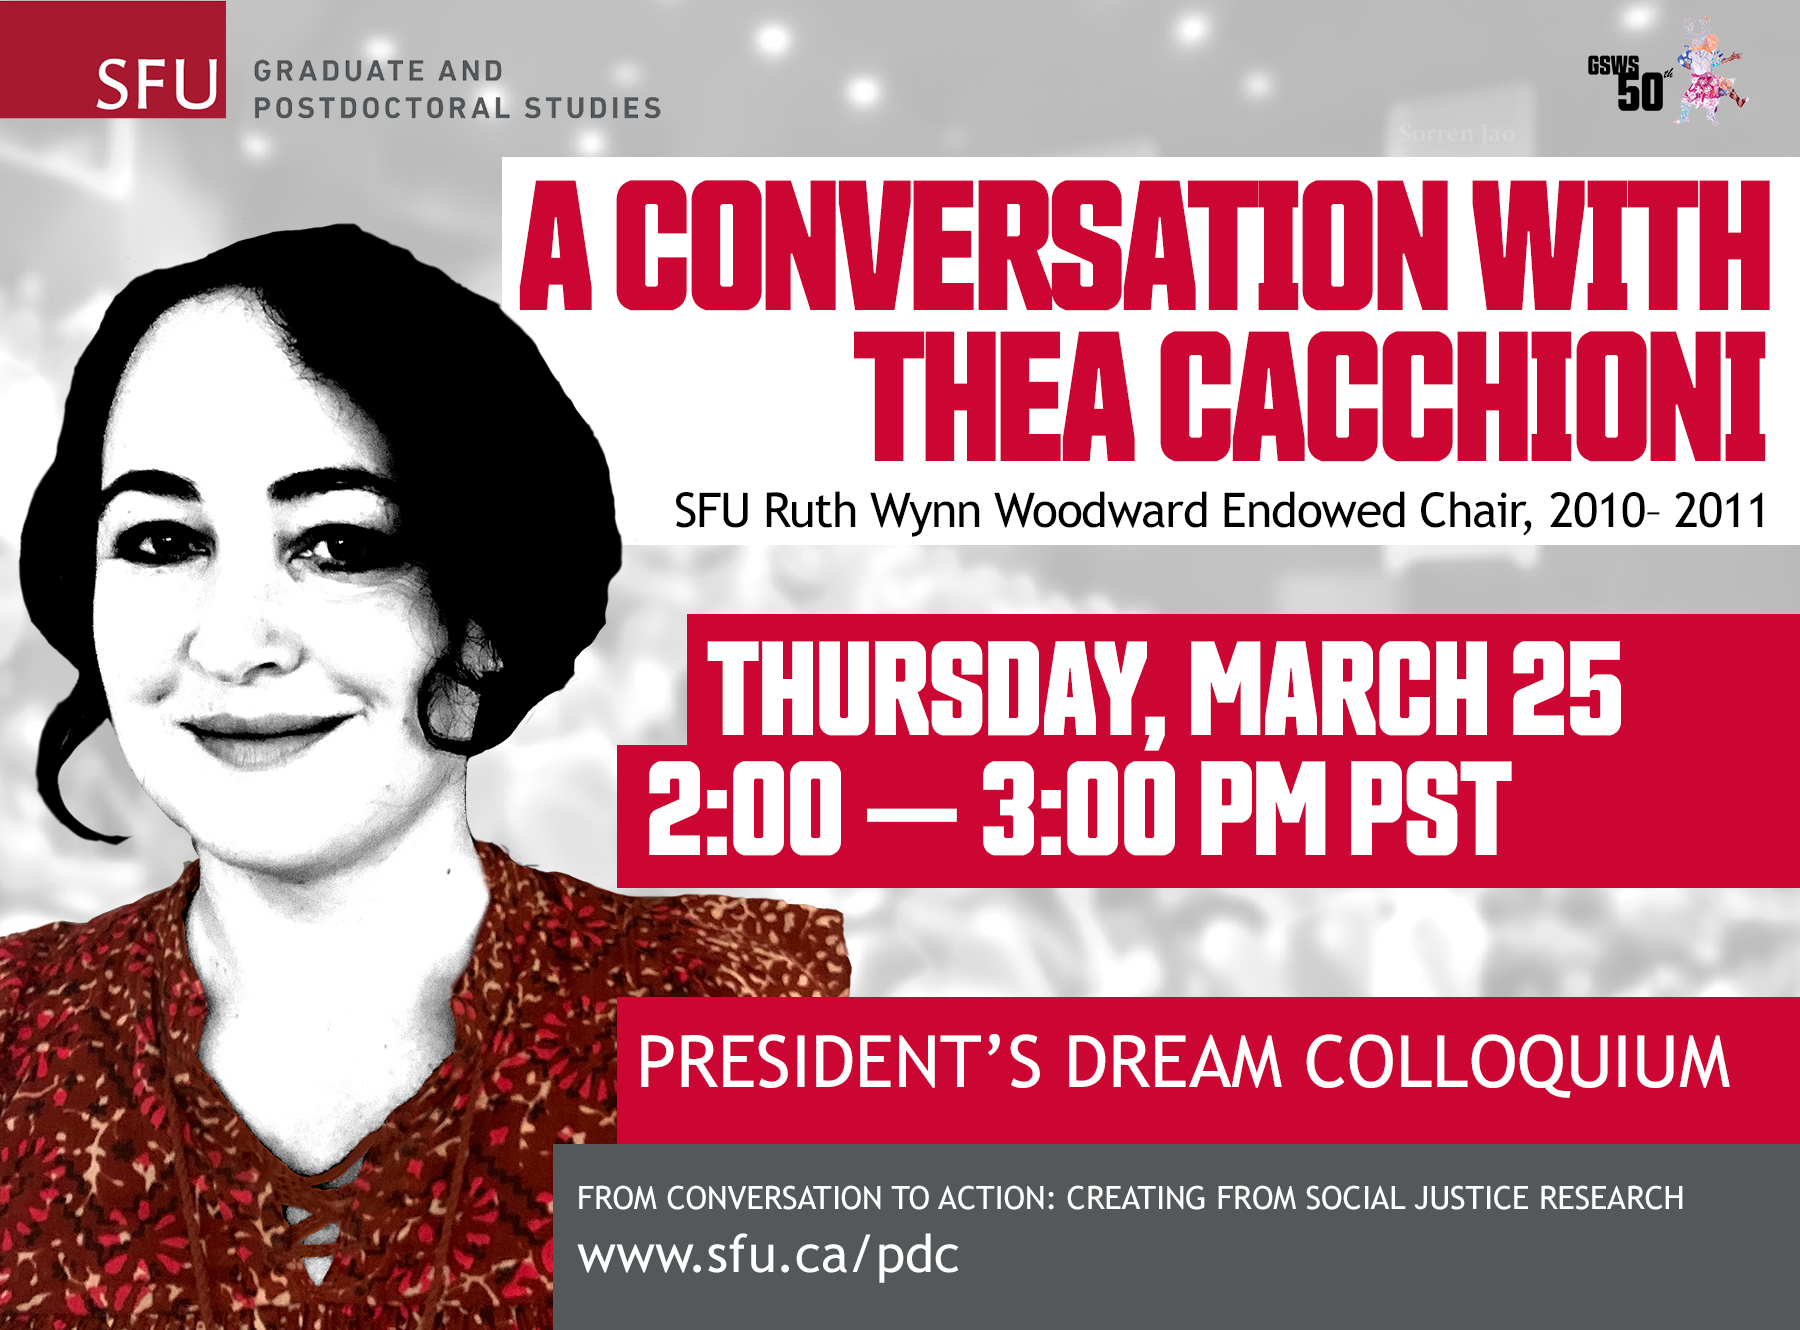 SFU
GRADUATE AND
POSTDOCTORAL STUDIES
GSWS
50th
Sorren Jao
A CONVERSATION WITH
THEA CACCHIONI
SFU Ruth Wynn Woodward Endowed Chair, 2010– 2011
THURSDAY, MARCH 25
2:00 — 3:00 PM PST
PRESIDENT’S DREAM COLLOQUIUM
FROM CONVERSATION TO ACTION: CREATING FROM SOCIAL JUSTICE RESEARCH
www.sfu.ca/pdc